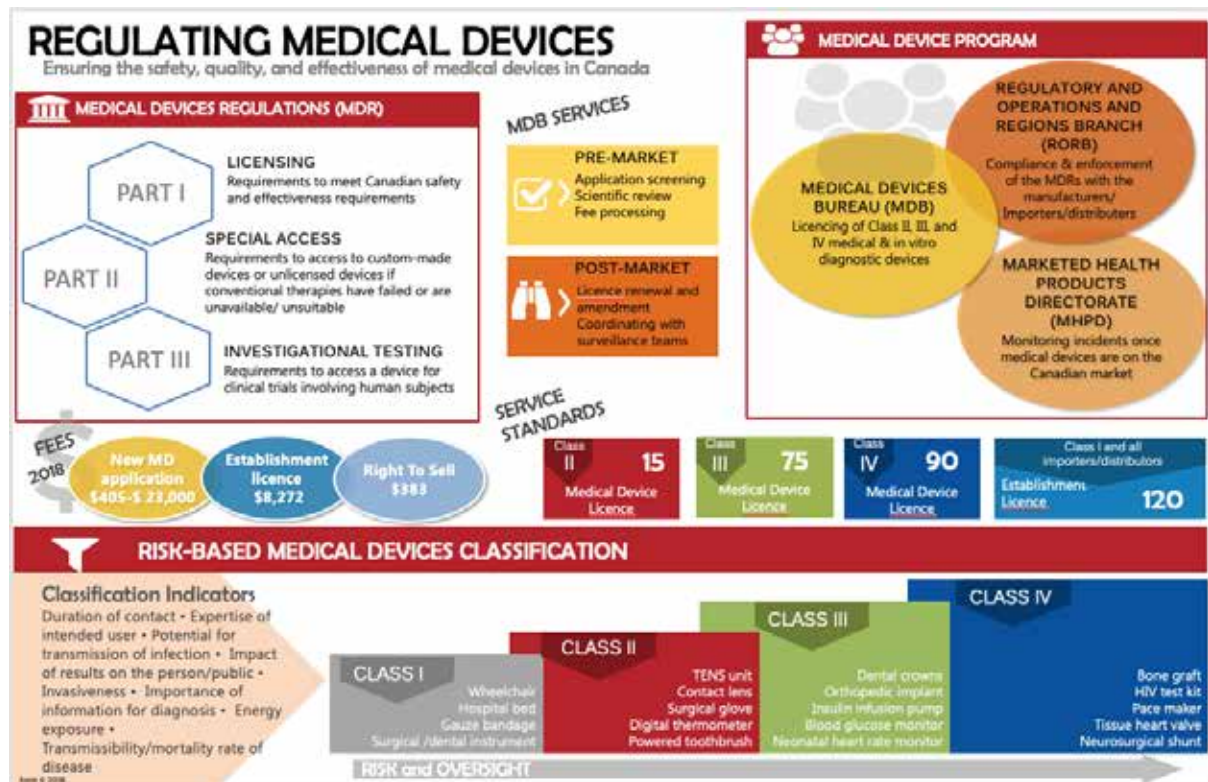 REGULATING MEDICAL DEVICES
Ensuring the safety, quality, and effectiveness of medical devices in Canada
MEDICAL DEVICES REGULATIONS (MDR)
PART I
LICENSING
Requirements to meet Canadian safety
and effectiveness requirements
PART II
SPECIAL ACCESS
Requirements to access to custom-made
devices or unlicensed devices if
conventional therapies have failed or are
unavailable/ unsuitable
PART III
INVESTIGATIONAL TESTING
Requirements to access a device for
clinical trials involving human subjects
MDB SERVICES
PRE-MARKET
Application screening
Scientific review
Fee processing
POST-MARKET
Licence renewal and
amendment
Coordinating with
surveillance teams
MEDICAL DEVICE PROGRAM
MEDICAL DEVICES
BUREAU (MDB)
Licencing of Class II, III, and
IV medical & in vitro
diagnostic devices
REGULATORY AND
OPERATIONS AND
REGIONS BRANCH
(RORB)
Compliance & enforcement
of the MDRs with the
manufacturers/
Importers/distributers
MARKETED HEALTH
PRODUCTS
DIRECTORATE
(MHPD)
Monitoring incidents once
medical devices are on the
Canadian market
FEES
2018
$
New MD
application
$405-$ 23,000
Establishment
licence
$8,272
Right To Sell
$383
SERVICE
STANDARDS
Class
II
15
Medical Device
Licence
Class
III
75
Medical Device
Licence
Class
IV
90
Medical Device
Licence
Class I and all
importers/distributors
Establishment
Licence
120
RISK-BASED MEDICAL DEVICES CLASSIFICATION
Classification Indicators
Duration of contact • Expertise of
intended user • Potential for
transmission of infection • Impact
of results on the person/public •
Invasiveness • Importance of
information for diagnosis • Energy
exposure •
Transmissibility/mortality rate of
disease
CLASS I
Wheelchair
Hospital bed
Gauze bandage
Surgical /dental instrument
CLASS II
TENS unit
Contact lens
Surgical glove
Digital thermometer
Powered toothbrush
CLASS III
Dental crowns
Orthopedic implant
Insulin infusion pump
Blood glucose monitor
Neonatal heart rate monitor
CLASS IV
Bone graft
HIV test kit
Pace maker
Tissue heart valve
Neurosurgical shunt
RISK and OVERSIGHT